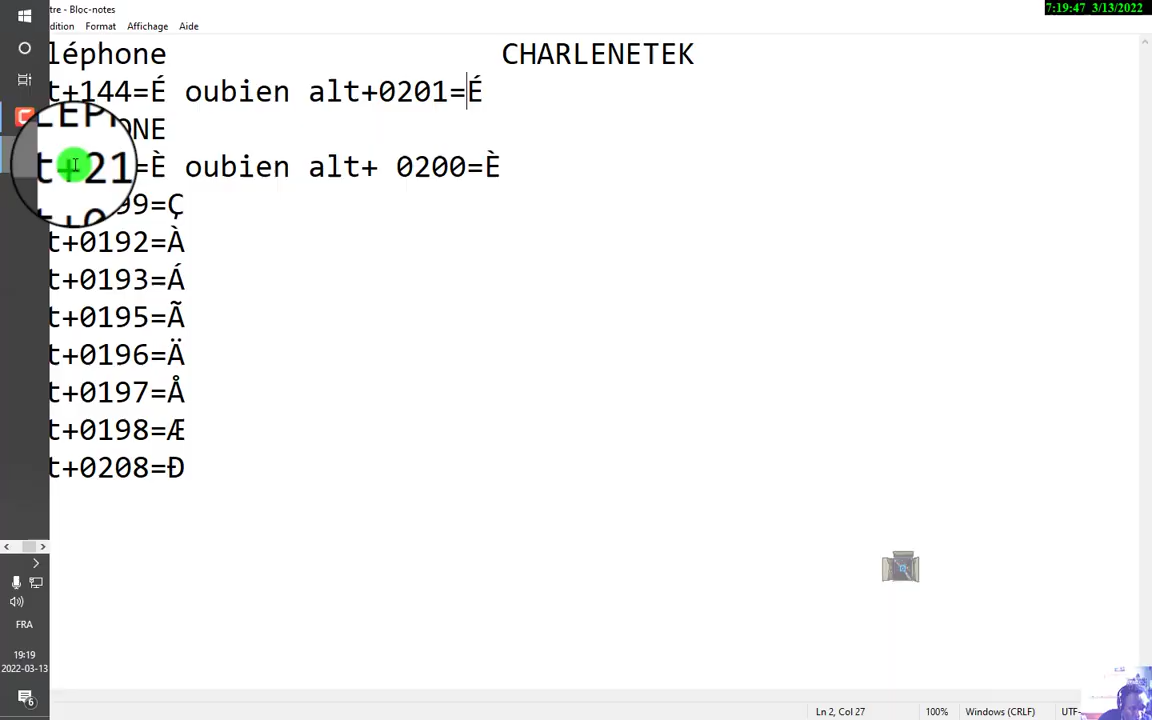 tre - Bloc-notes
dition Format Affichage Aide
7:19:47 3/13/2022
léphone CHARLENETEK
t+144=É oubien alt+0201=É
ONE
t+21 =È oubien alt+ 0200=È
99=Ç
t+0192=À
t+0193=Á
t+0195=Ã
t+0196=Ä
t+0197=Å
t+0198=Æ
t+0208=Ð
FRA
19:19
2022-03-13
6
Ln 2, Col 27 100% Windows (CRLF) UTF-